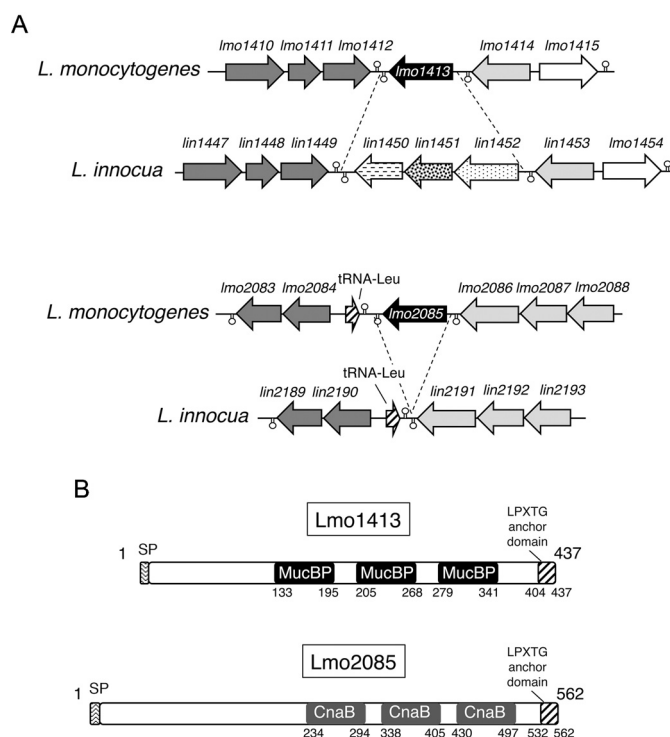 A
lmo1410 lmo1411 lmo1412 lmo1414 lmo1415
L. monocytogenes lmo1413
lin1447 lin1448 lin1449 lin1450 lin1451 lin1452 lin1453 lmo1454
L. innocua
tRNA-Leu
lmo2083 lmo2084 lmo2086 lmo2087 lmo2088
L. monocytogenes lmo2085
tRNA-Leu
lin2189 lin2190 lin2191 lin2192 lin2193
L. innocua
B
Lmo1413
LPXTG
anchor
domain
1 SP 437
MucBP MucBP MucBP
133 195 205 268 279 341 404 437
Lmo2085
LPXTG
anchor
domain
1 SP 562
CnaB CnaB CnaB
234 294 338 405 430 497 532 562